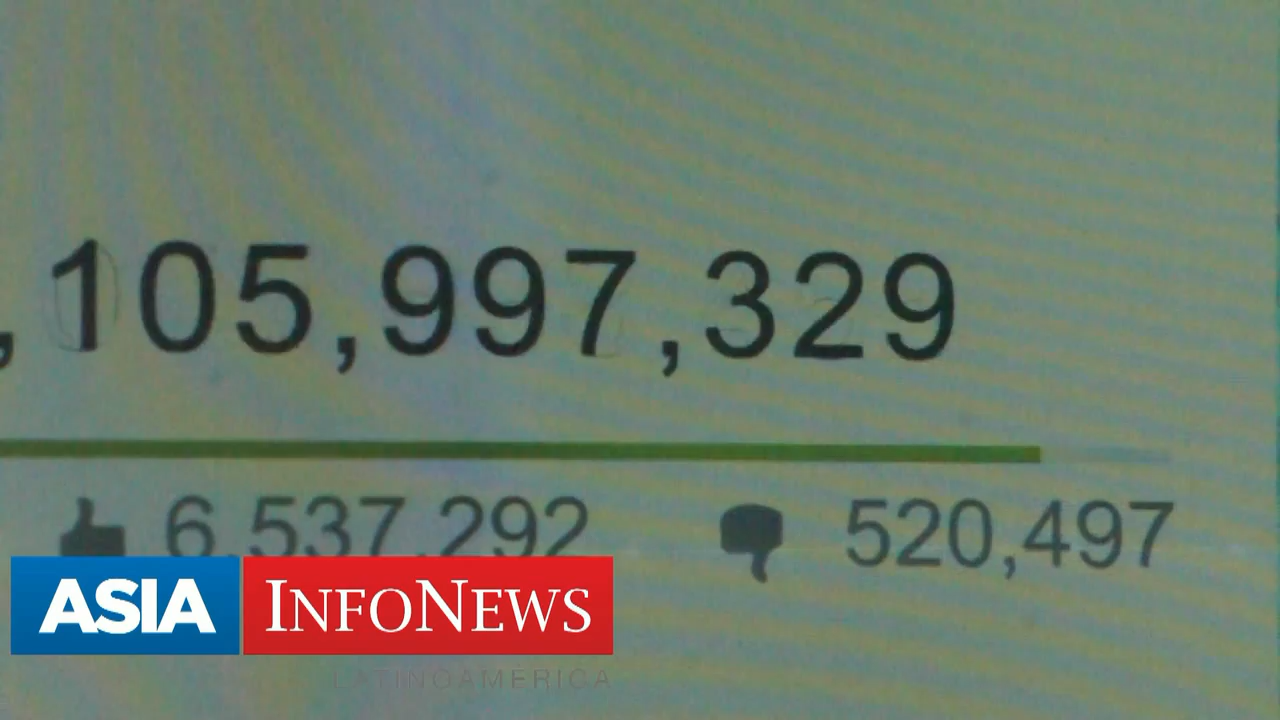 ,105,997,329
6,537,292 520,497
ASIA INFONEWS
LATINOAMÉRICA